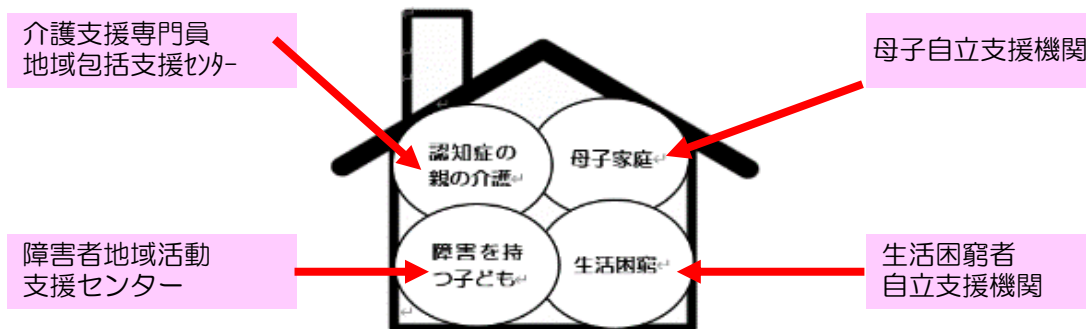 介護支援専門員
地域包括支援ｾﾝﾀｰ
母子自立支援機関
認知症の
親の介護
母子家庭
障害を持
つ子ども
生活困窮
障害者地域活動
支援センター
生活困窮者
自立支援機関